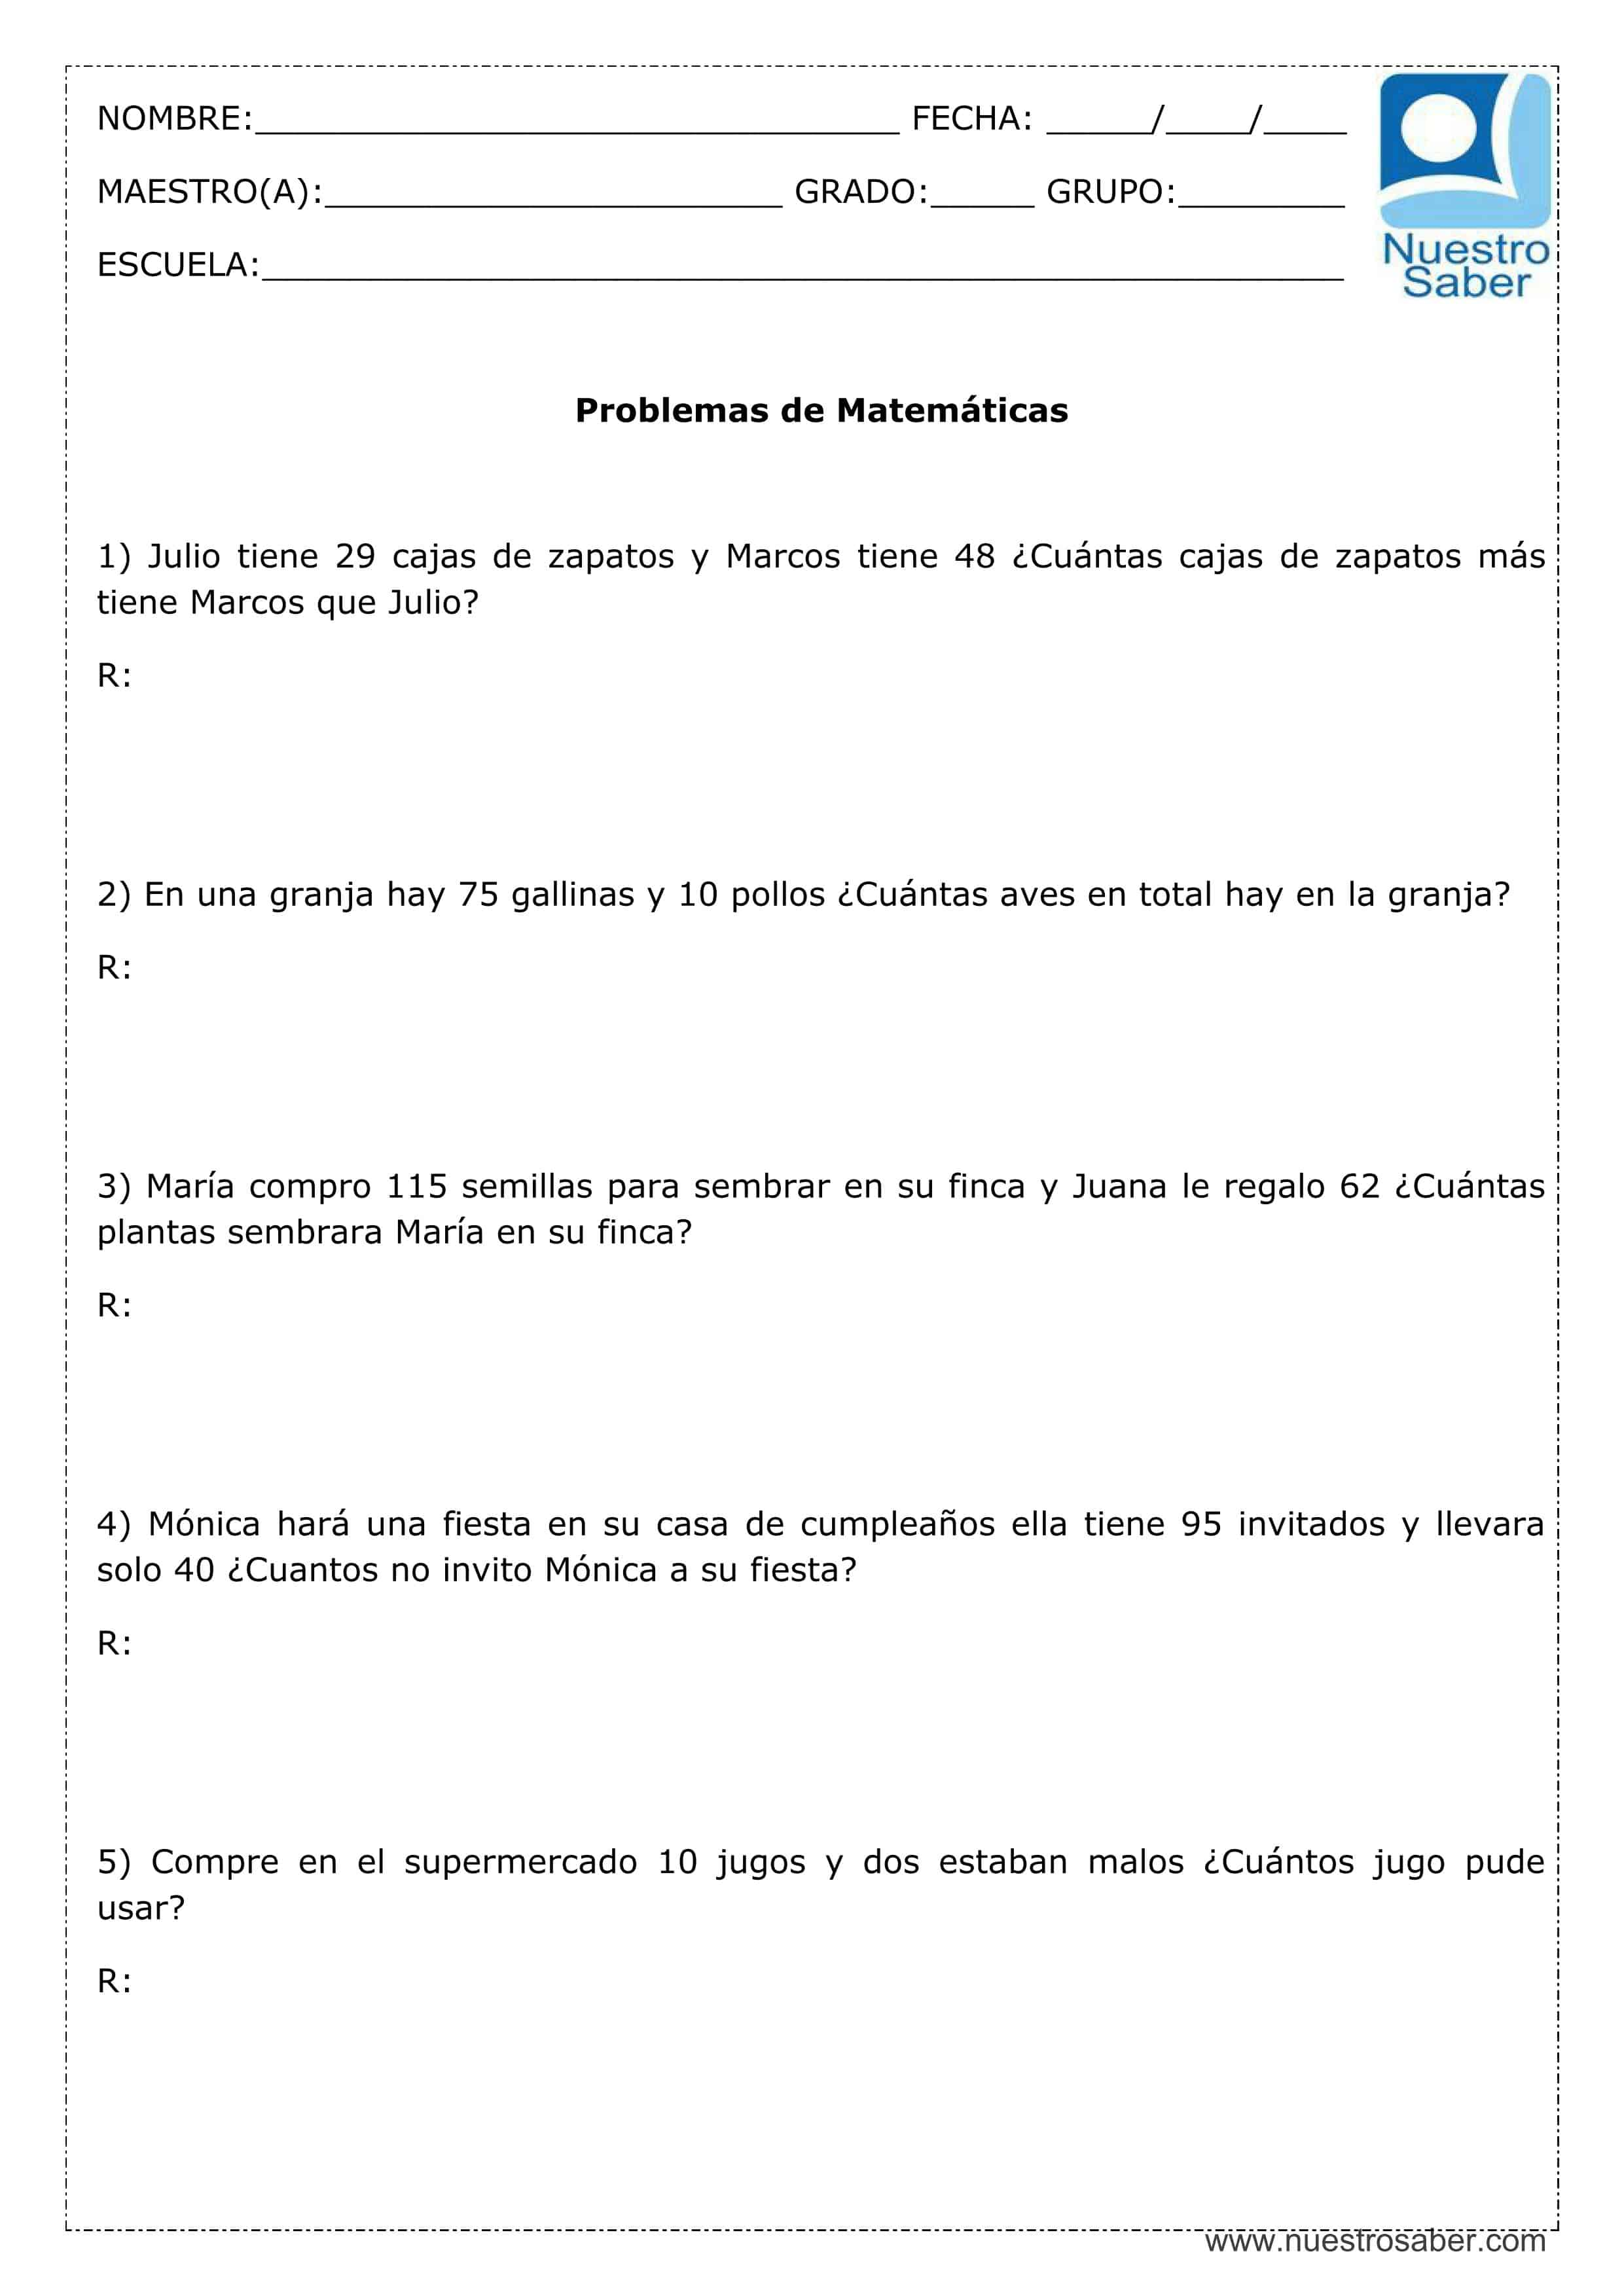 NOMBRE:_______________________________ FECHA: _____/____/____
MAESTRO(A):______________________ GRADO:_____ GRUPO:________
ESCUELA:____________________________________________________
Nuestro
Saber
Problemas de Matemáticas
1) Julio tiene 29 cajas de zapatos y Marcos tiene 48 ¿Cuántas cajas de zapatos más
tiene Marcos que Julio?
R:
2) En una granja hay 75 gallinas y 10 pollos ¿Cuántas aves en total hay en la granja?
R:
3) María compro 115 semillas para sembrar en su finca y Juana le regalo 62 ¿Cuántas
plantas sembrara María en su finca?
R:
4) Mónica hará una fiesta en su casa de cumpleaños ella tiene 95 invitados y llevara
solo 40 ¿Cuantos no invito Mónica a su fiesta?
R:
5) Compre en el supermercado 10 jugos y dos estaban malos ¿Cuántos jugo pude
usar?
R:
www.nuestrosaber.com